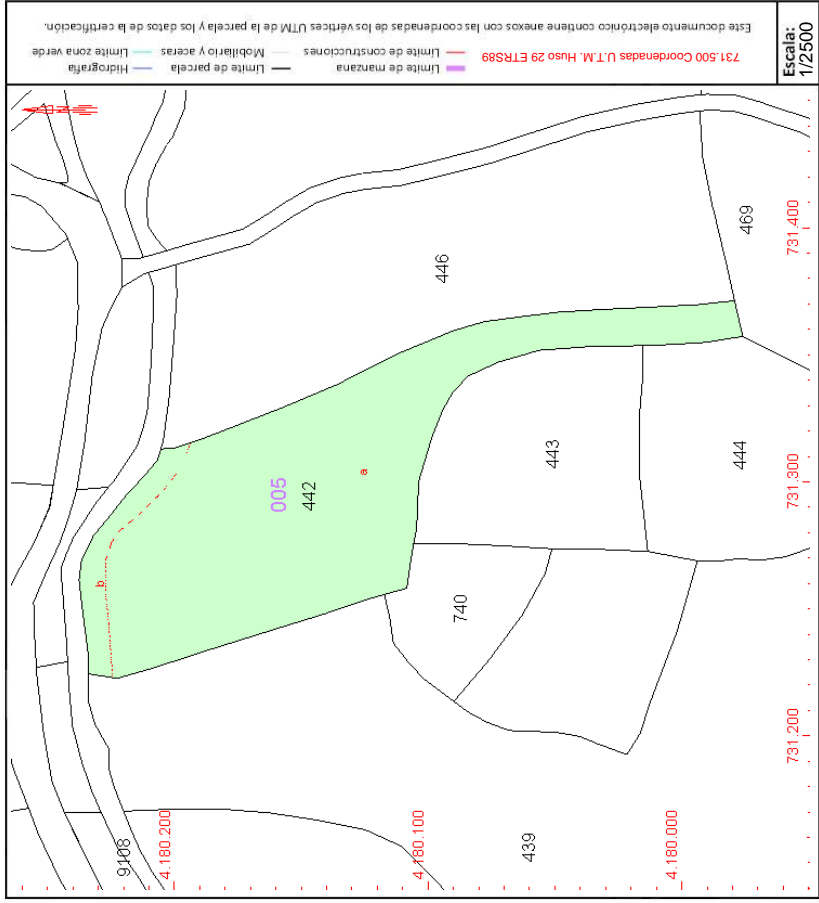 Este documento electrónico contiene anexos con las coordenadas de los vértices UTM de la parcela y los datos de la certificación.
731.500 Coordenadas U.T.M. Huso 29 ETRS89
Límite de manzana
Límite de construcciones
Límite de parcela
Mobiliario y aceras
Hidrografía
Límite zona verde
Escala:
1/2500
446
469
731.400
005
442
a
443
444
731.300
b
740
731.200
9108
4.180.200
4.180.100
4.180.000
439